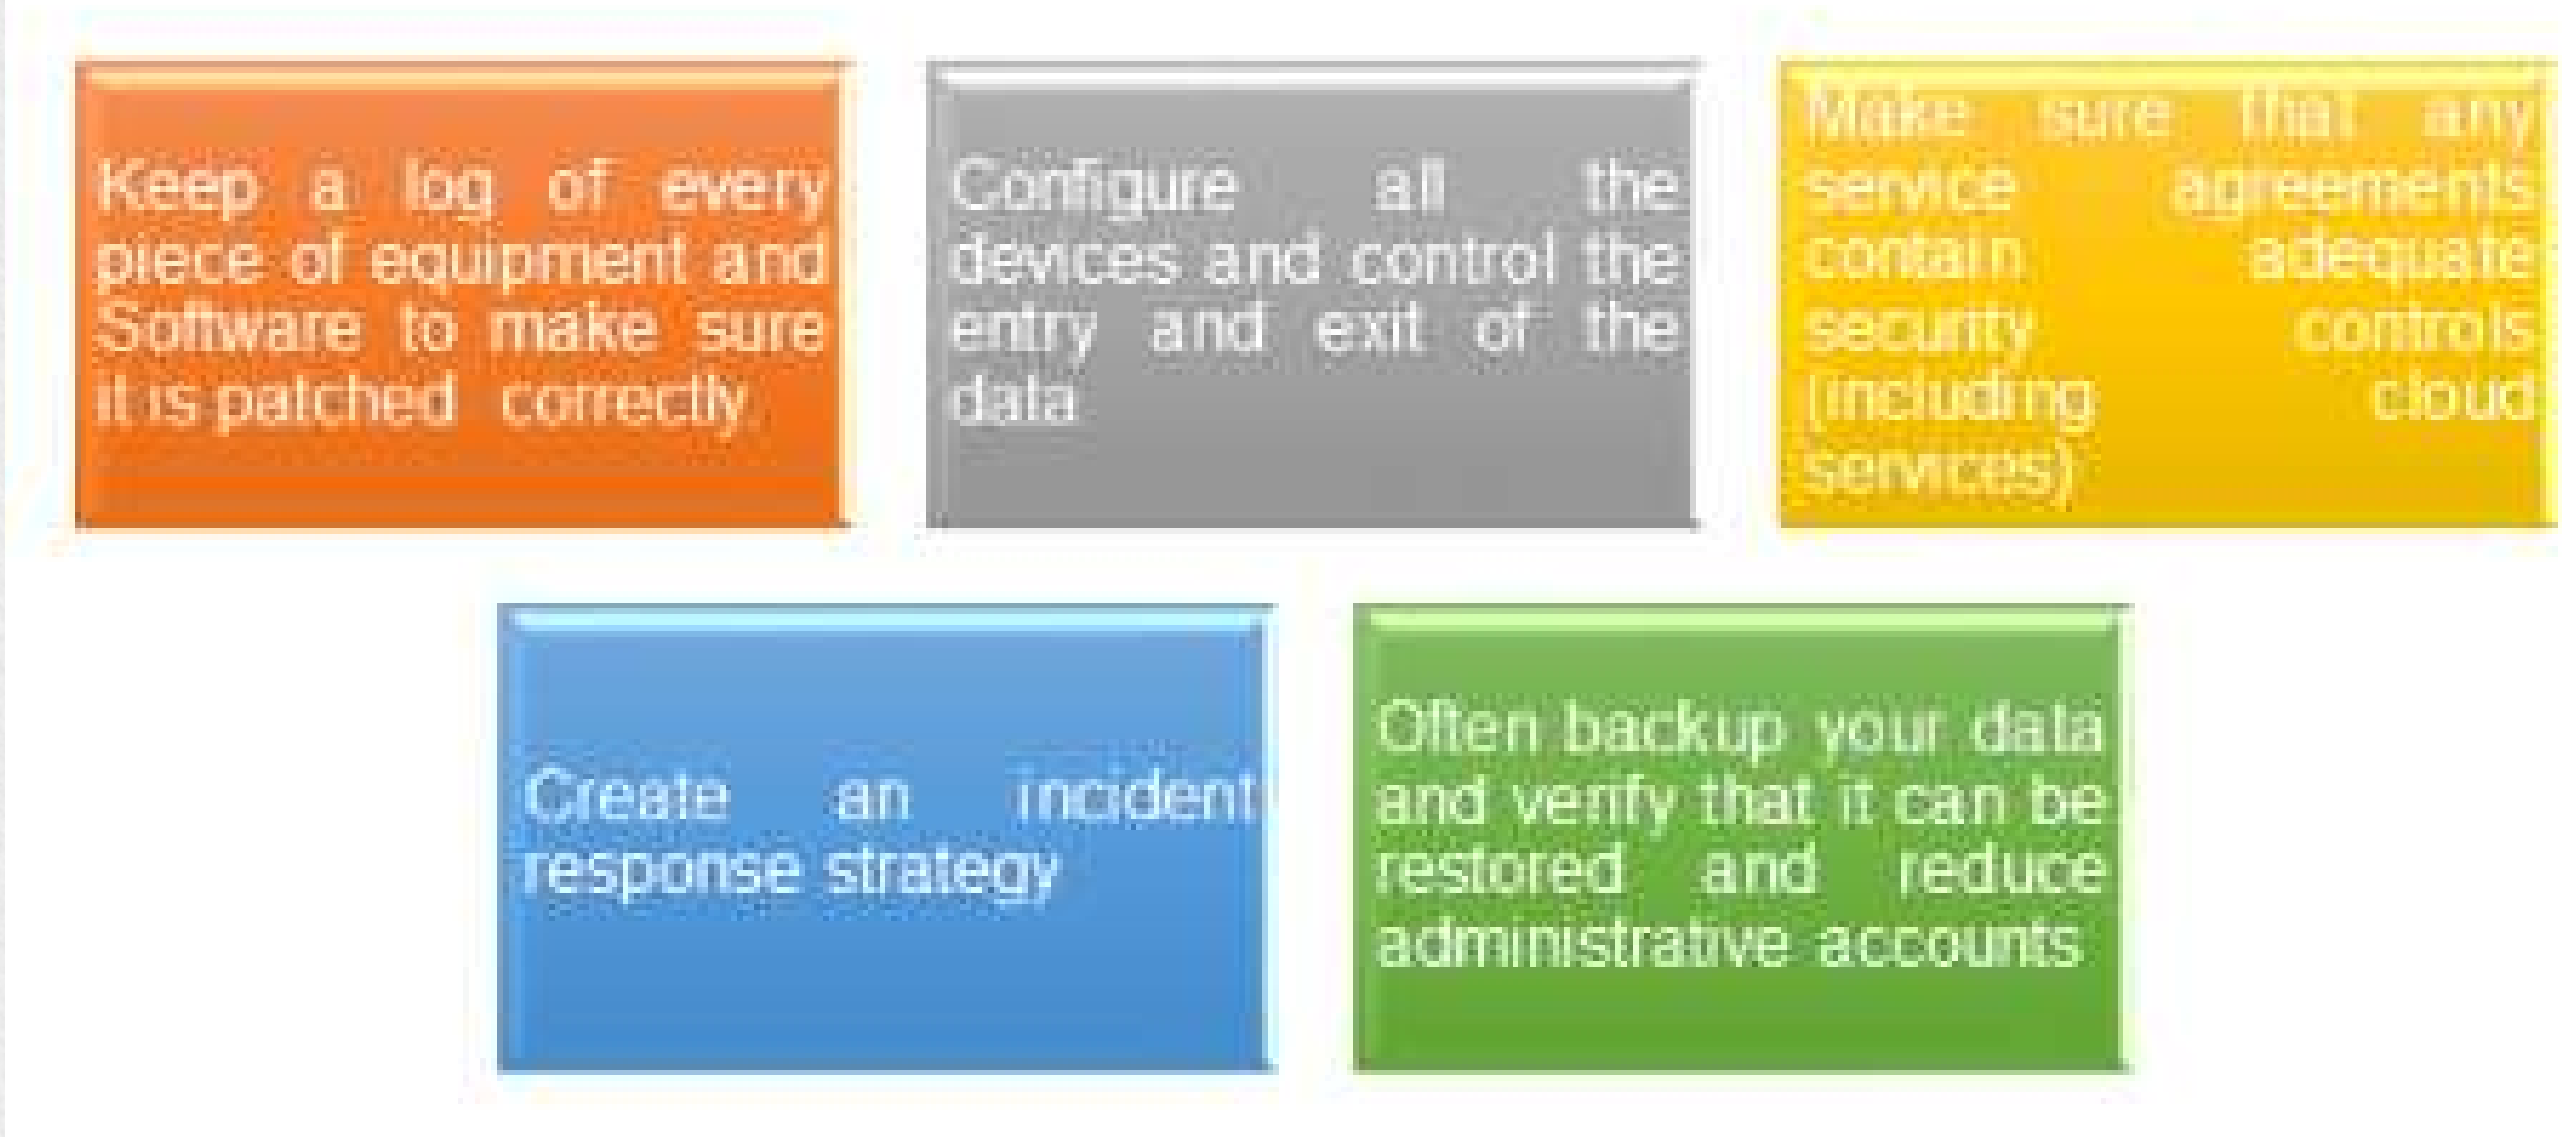 Keep a log of every
piece of equipment and
Software to make sure
it is patched correctly.
Configure all the
devices and control the
entry and exit of the
data
Make sure that any
service agreements
contain adequate
security controls
(including cloud
services)
Create an incident
response strategy
Often backup your data
and verify that it can be
restored and reduce
administrative accounts